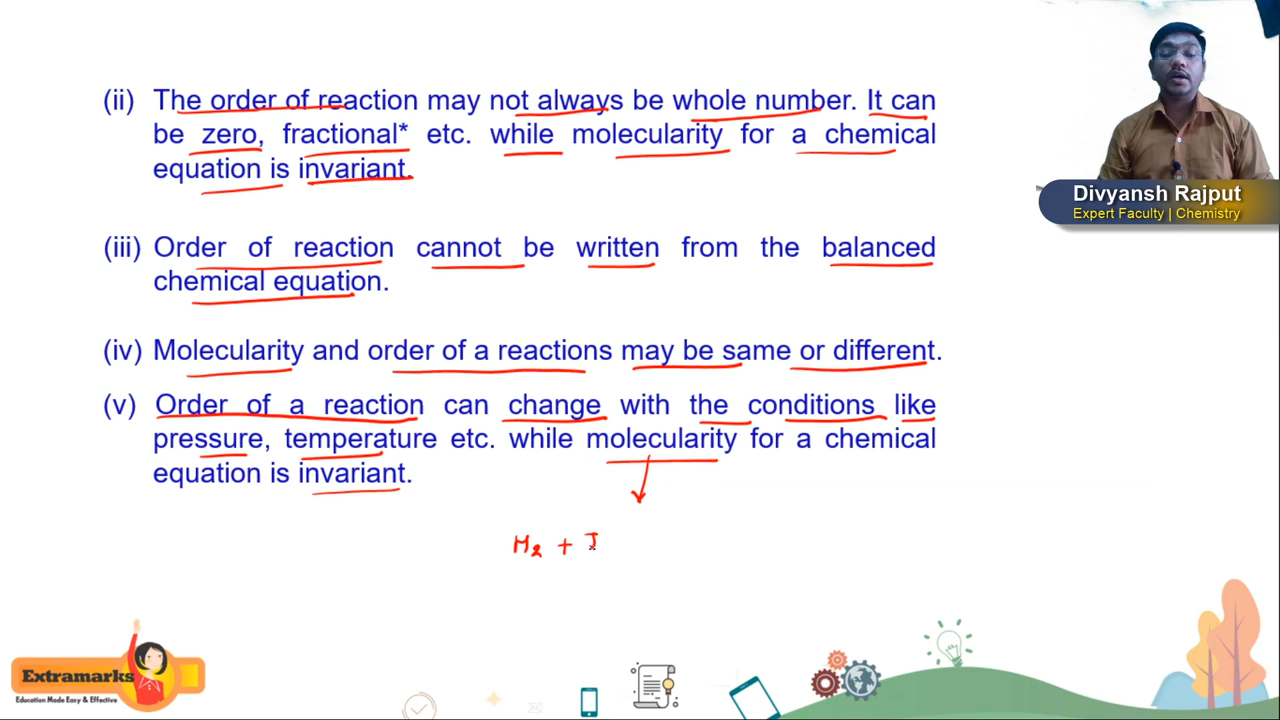 (ii) The order of reaction may not always be whole number. It can
be zero, fractional* etc. while molecularity for a chemical
equation is invariant.
Divyansh Rajput
Expert Faculty | Chemistry
(iii) Order of reaction cannot be written from the balanced
chemical equation.
(iv) Molecularity and order of a reactions may be same or different.
(v) Order of a reaction can change with the conditions like
pressure, temperature etc. while molecularity for a chemical
equation is invariant.
H₂ + I
Extramarks
Education Made Easy & Effective